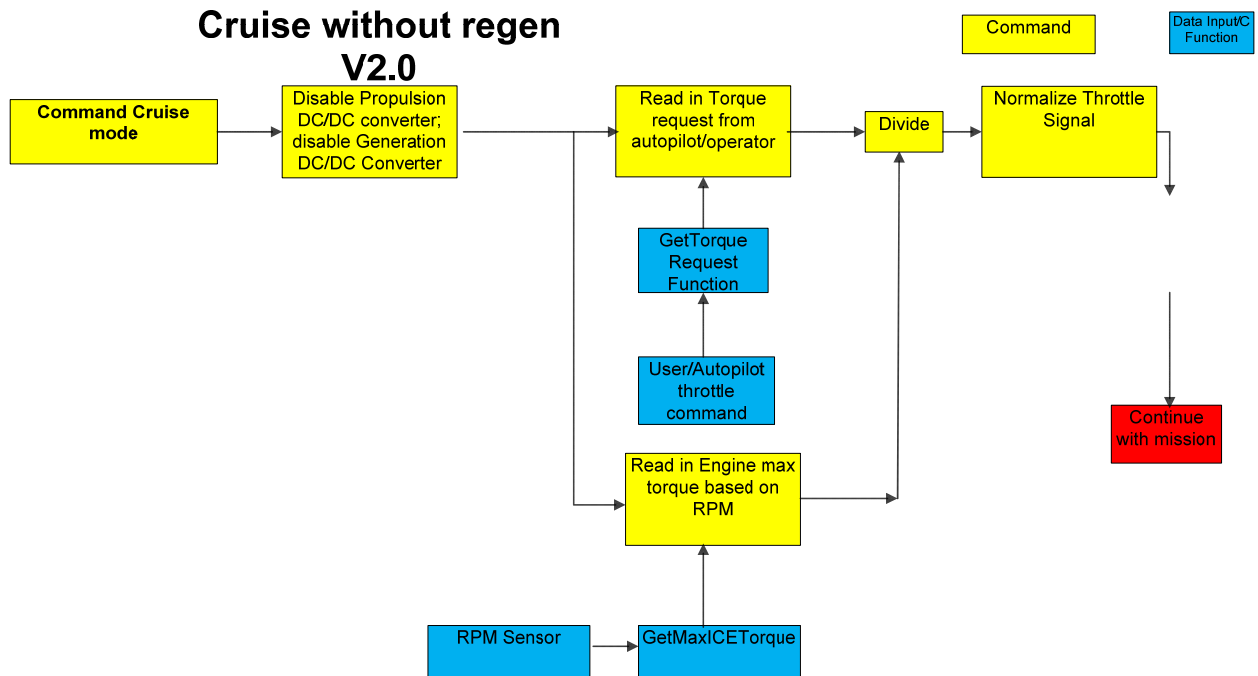 Cruise without regen
V2.0
Command
Data Input/C
Function
Command Cruise
mode
Disable Propulsion
DC/DC converter;
disable Generation
DC/DC Converter
Read in Torque
request from
autopilot/operator
Divide
Normalize Throttle
Signal
GetTorque
Request
Function
User/Autopilot
throttle
command
Continue
with mission
Read in Engine max
torque based on
RPM
RPM Sensor
GetMaxICETorque